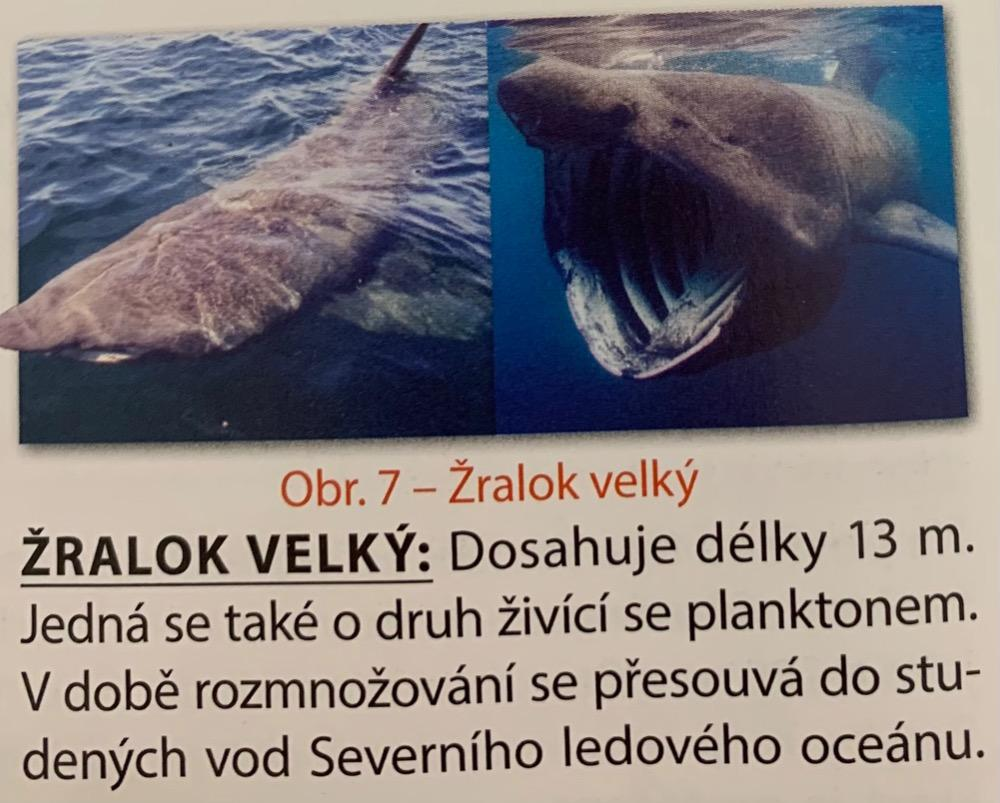 Obr. 7 – Žralok velký
ŽRALOK VELKÝ: Dosahuje délky 13 m.
Jedná se také o druh živící se planktonem.
V době rozmnožování se přesouvá do stu-
dených vod Severního ledového oceánu.